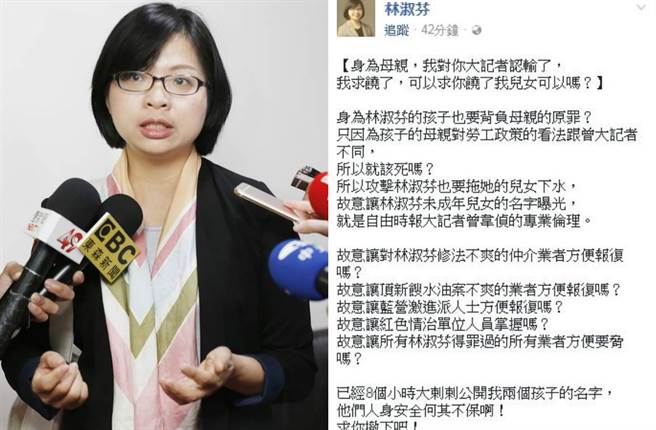 林淑芬
追蹤・42分鐘・
【身為母親，我對你大記者認輸了，
我求饒了，可以求你饒了我兒女可以嗎？】
身為林淑芬的孩子也要背負母親的原罪？
只因為孩子的母親對勞工政策的看法跟曾大記者
不同，
所以就該死嗎？
所以攻擊林淑芬也要拖她的兒女下水，
故意讓林淑芬未成年兒女的名字曝光，
就是自由時報大記者曾韋禎的專業倫理。
故意讓對林淑芬修法不爽的仲介業者方便報復
嗎？
故意讓頂新餿水油案不爽的業者方便報復嗎？
故意讓藍營激進派人士方便報復嗎？
故意讓紅色情治單位人員掌握嗎？
故意讓所有林淑芬得罪過的所有業者方便要脅
嗎？
已經8個小時大剌剌公開我兩個孩子的名字，
他們人身安全何其不保啊！
求你撤下吧！
CBC
東森新聞